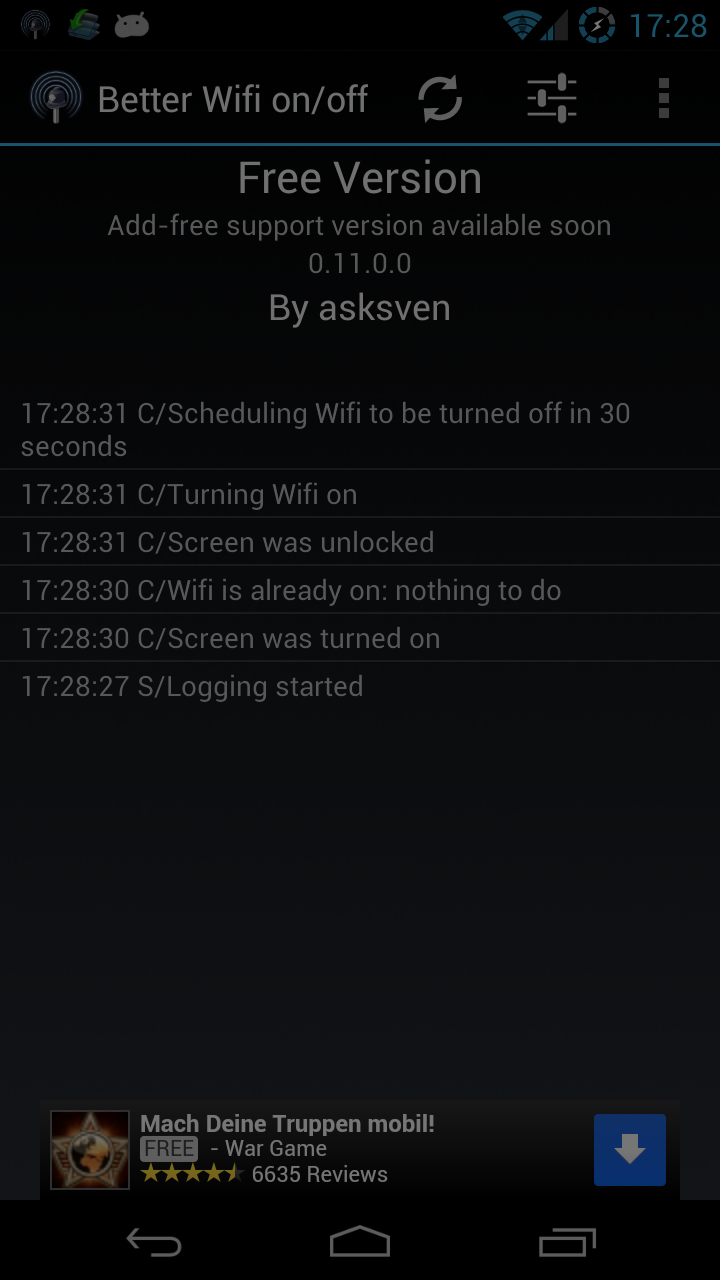 17:28
Better Wifi on/off
Free Version
Add-free support version available soon
0.11.0.0
By asksven
17:28:31 C/Scheduling Wifi to be turned off in 30
seconds
17:28:31 C/Turning Wifi on
17:28:31 C/Screen was unlocked
17:28:30 C/Wifi is already on: nothing to do
17:28:30 C/Screen was turned on
17:28:27 S/Logging started
Mach Deine Truppen mobil!
FREE - War Game
6635 Reviews